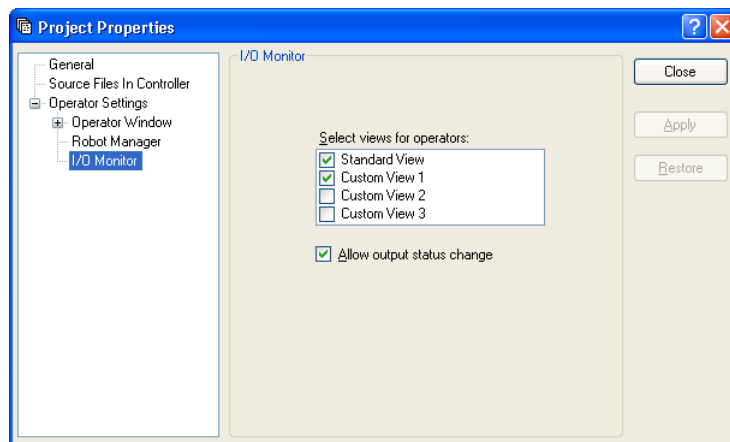 Project Properties
General
Source Files In Controller
Operator Settings
Operator Window
Robot Manager
I/O Monitor
I/O Monitor
Select views for operators:
Standard View
Custom View 1
Custom View 2
Custom View 3
Allow output status change
Close
Apply
Restore